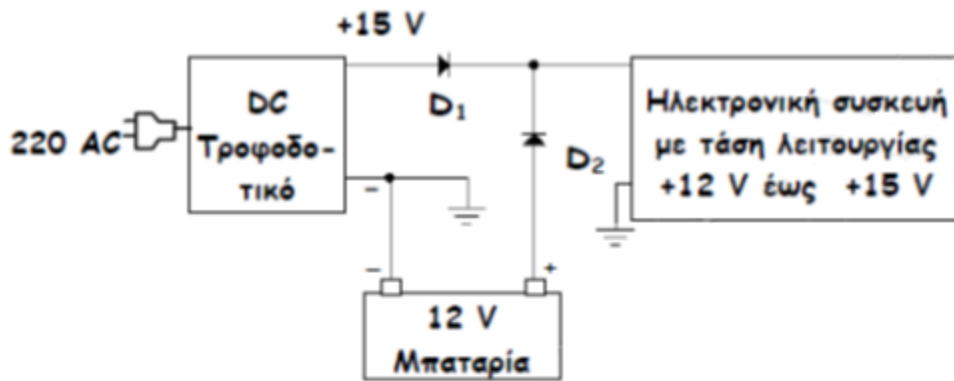 +15 V
220 AC
DC
Τροφοδο-
τικό
D1
D2
Ηλεκτρονική συσκευή
με τάση λειτουργίας
+12 V έως +15 V
-
-
+
12 V
Μπαταρία